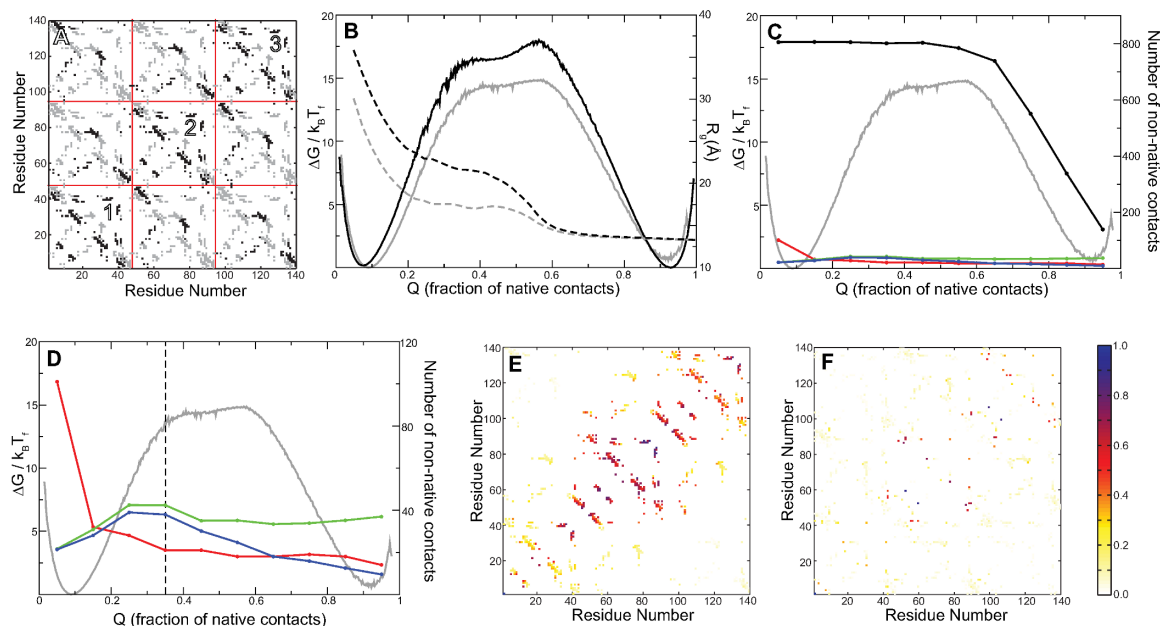 A
3
2
1
140
120
100
80
60
40
20
20 40 60 80 100 120 140
Residue Number
Residue Number
B
20
15
10
5
0 0.2 0.4 0.6 0.8 1
40
30
20
10
ΔG / kBTf
Rg(Å)
Q (fraction of native contacts)
C
20
15
10
5
0 0.2 0.4 0.6 0.8 1
800
600
400
200
ΔG / kBTf
Number of non-native contacts
Q (fraction of native contacts)
D
20
15
10
5
0
0 0.2 0.4 0.6 0.8 1
120
80
40
0
ΔG / kBTf
Number of non-native contacts
Q (fraction of native contacts)
E
140
120
100
80
60
40
20
20 40 60 80 100 120 140
Residue Number
Residue Number
F
140
120
100
80
60
40
20
20 40 60 80 100 120 140
Residue Number
Residue Number
1.0
0.8
0.6
0.4
0.2
0.0